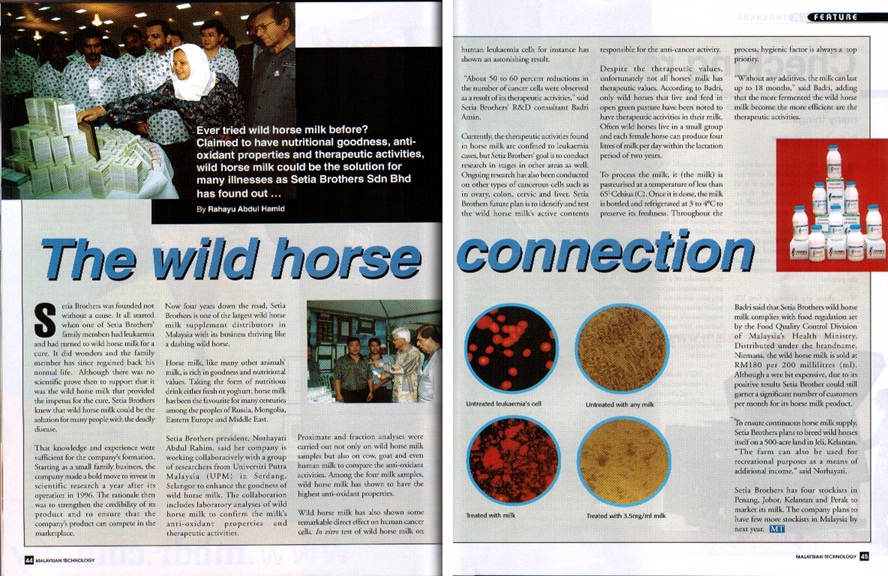 FEATURE
Ever tried wild horse milk before?
Claimed to have nutritional goodness, anti-
oxidant properties and therapeutic activities,
wild horse milk could be the solution for
many illnesses as Setia Brothers Sdn Bhd
has found out ...
By Rahayu Abdul Hamid
The wild horse connection
Setia Brothers was founded not
without a cause. It all started
when one of Setia Brothers'
family members had leukaemia
and had turned to wild horse milk for a
cure. It did wonders and the family
member has since regained back his
normal life. Although there was no
scientific prove then to support that it
was the wild horse milk that provided
the impetus for the cure, Setia Brothers
knew that wild horse milk could be the
solution for many people with the deadly
disease.
That knowledge and experience were
sufficient for the company's formation.
Starting as a small family business, the
company made a bold move to invest in
scientific research a year after its
operation in 1996. The rationale then
was to strengthen the credibility of its
product and to ensure that the
company's product can compete in the
marketplace.
Now four years down the road, Setia
Brothers is one of the largest wild horse
milk supplement distributors in
Malaysia with its business thriving like
a dashing wild horse.
Horse milk, like many other animals'
milk, is rich in goodness and nutritional
values. Taking the form of nutritious
drink either fresh or yoghurt, horse milk
has been the favourite for many centuries
among the peoples of Russia, Mongolia,
Eastern Europe and Middle East.
Setia Brothers president, Norhayati
Abdul Rahim, said her company is
working collaboratively with a group
of researchers from Universiti Putra
Malaysia (UPM) in Serdang,
Selangor to enhance the goodness of
wild horse milk. The collaboration
includes laboratory analyses of wild
horse milk to confirm the milk's
anti-oxidant properties and
therapeutic activities.
Proximate and fraction analyses were
carried out not only on wild horse milk
samples but also on cow, goat and even
human milk to compare the anti-oxidant
activities. Among the four milk samples,
wild horse milk has shown to have the
highest anti-oxidant properties.
Wild horse milk has also shown some
remarkable direct effect on human cancer
cells. In vitro test of wild horse milk on
44 MALAYSIAN TECHNOLOGY
human leukaemia cells for instance has
shown an astonishing result.
"About 50 to 60 percent reductions in
the number of cancer cells were observed
as a result of its therapeutic activities," said
Setia Brothers' R&D consultant Badri
Amin.
Currently, the therapeutic activities found
in horse milk are confined to leukaemia
cases, but Setia Brothers' goal is to conduct
research in stages in other areas as well.
Ongoing research has also been conducted
on other types of cancerous cells such as
in ovary, colon, cervic and liver. Setia
Brothers future plan is to identify and test
the wild horse milk's active contents
responsible for the anti-cancer activity.
Despite the therapeutic values,
unfortunately not all horses' milk has
therapeutic values. According to Badri,
only wild horses that live and feed in
open green pasture have been noted to
have therapeutic activities in their milk.
Often wild horses live in a small group
and each female horse can produce four
litres of milk per day within the lactation
period of two years.
To process the milk, it (the milk) is
pasteurised at a temperature of less than
65° Celsius (C). Once it is done, the milk
is bottled and refrigerated at 3 to 4°C to
preserve its freshness. Throughout the
process, hygienic factor is always a top
priority.
"Without any additives, the milk can last
up to 18 months," said Badri, adding
that the more fermented the wild horse
milk become the more efficient are the
therapeutic activities.
Untreated leukaemia's cell
Untreated with any milk
Treated with milk
Treated with 3.5mg/ml milk
Badri said that Setia Brothers wild horse
milk complies with food regulation set
by the Food Quality Control Division
of Malaysia's Health Ministry.
Distributed under the brandname,
Niemans, the wild horse milk is sold at
RM180 per 200 millilitres (ml).
Although a wee bit expensive, due to its
positive results Setia Brother could still
garner a significant number of customers
per month for its horse milk product.
To ensure continuous horse milk supply,
Setia Brothers plans to breed wild horses
itself on a 500-acre land in Jeli, Kelantan.
"The farm can also be used for
recreational purposes as a means of
additional income," said Norhayati.
Setia Brothers has four stockists in
Penang, Johor, Kelantan and Perak to
market its milk. The company plans to
have few more stockists in Malaysia by
next year. MT
MALAYSIAN TECHNOLOGY 45